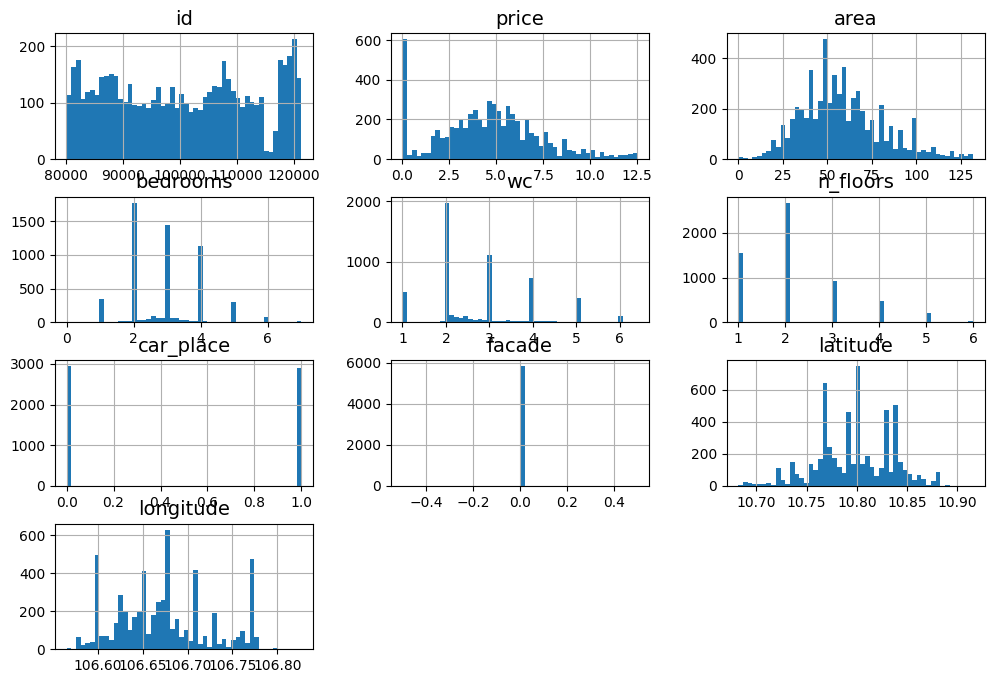 id
200
100
0
80000 90000 100000 110000 120000
price
600
400
200
0
0.0 2.5 5.0 7.5 10.0 12.5
area
400
200
0
0 25 50 75 100 125
bedrooms
1500
1000
500
0
0 2 4 6
wc
2000
1000
0
1 2 3 4 5 6
n_floors
2000
1000
0
1 2 3 4 5 6
car_place
3000
2000
1000
0
0.0 0.2 0.4 0.6 0.8 1.0
facade
6000
4000
2000
0
−0.4 −0.2 0.0 0.2 0.4
latitude
600
400
200
0
10.70 10.75 10.80 10.85 10.90
longitude
600
400
200
0
106.60 106.65 106.70 106.75 106.80